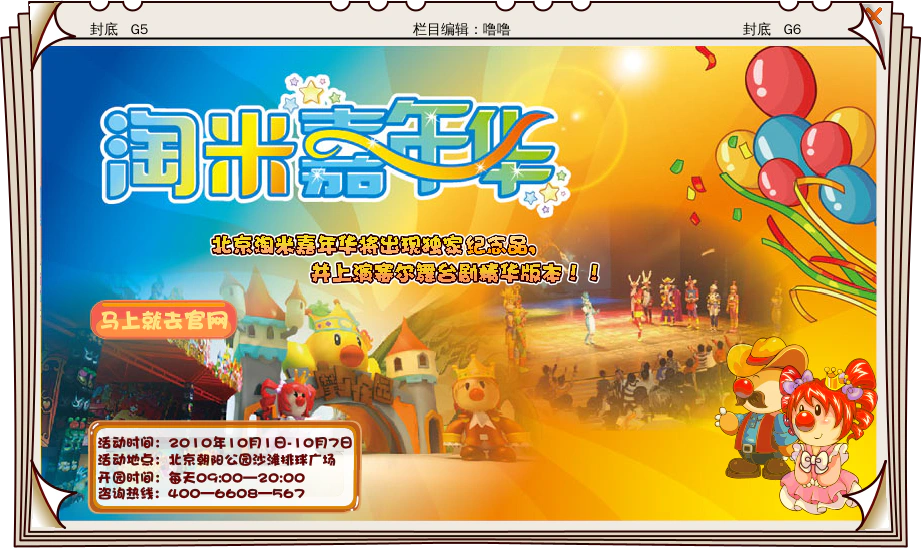 封底 G5
栏目编辑：噜噜
封底 G6
淘米嘉年华
北京淘米嘉年华将出现独家纪念品，
并上演赛尔舞台剧精华版本！！
马上就去官网
活动时间：2010年10月1日-10月7日
活动地点：北京朝阳公园沙滩排球广场
开园时间：每天09:00—20:00
咨询热线：400—6608—567